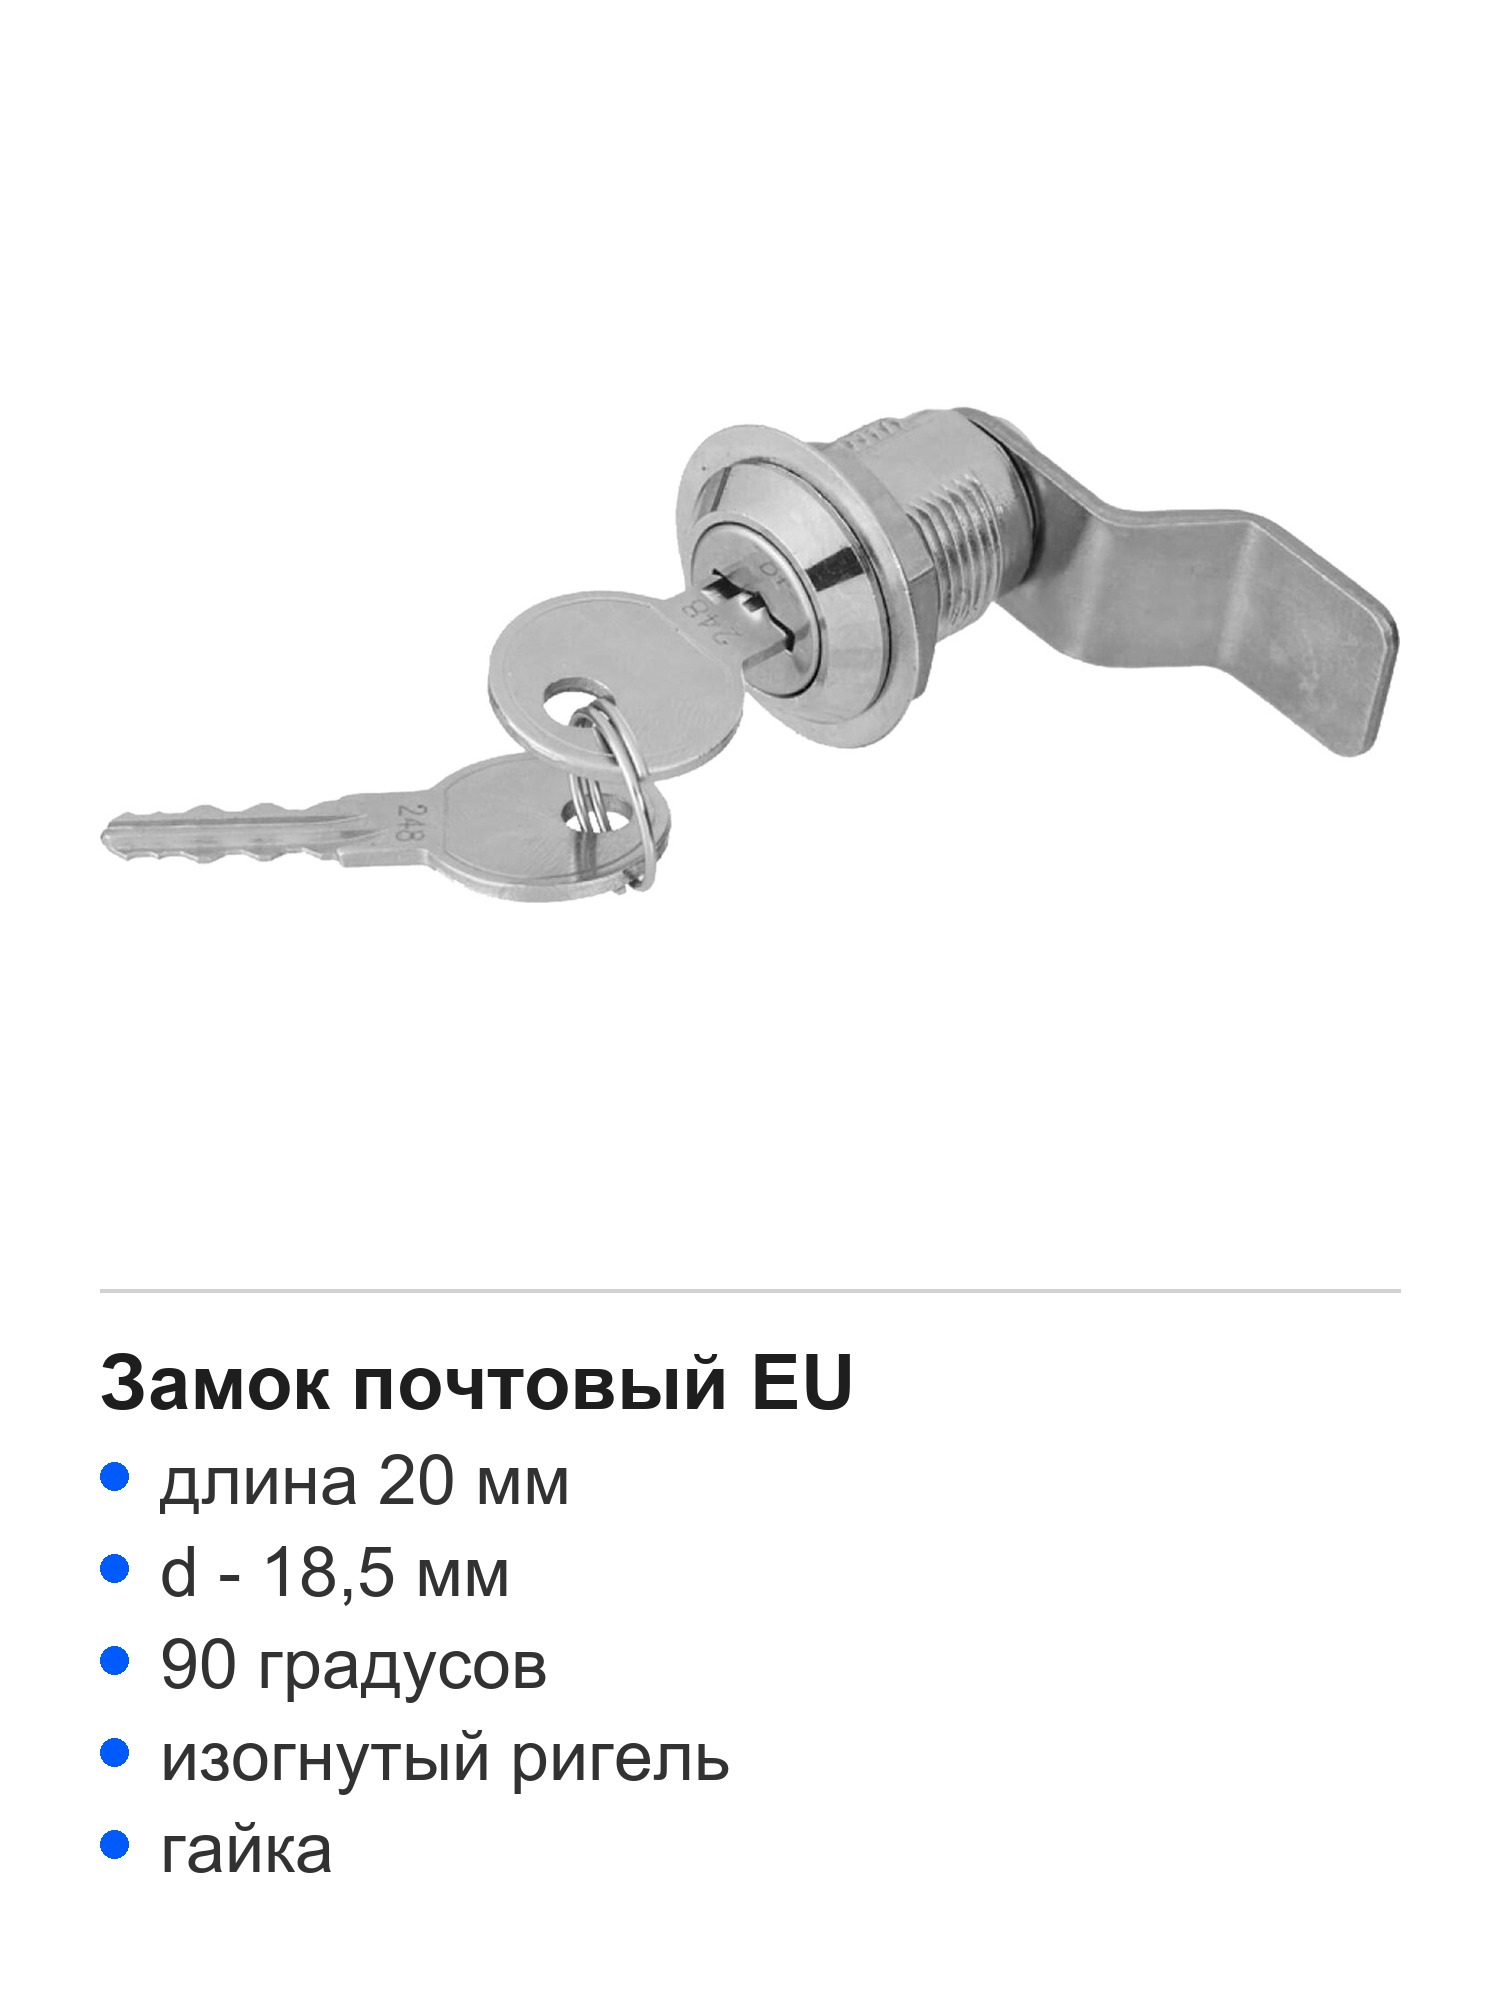 248
248
Замок почтовый EU
длина 20 мм
d - 18,5 мм
90 градусов
изогнутый ригель
гайка